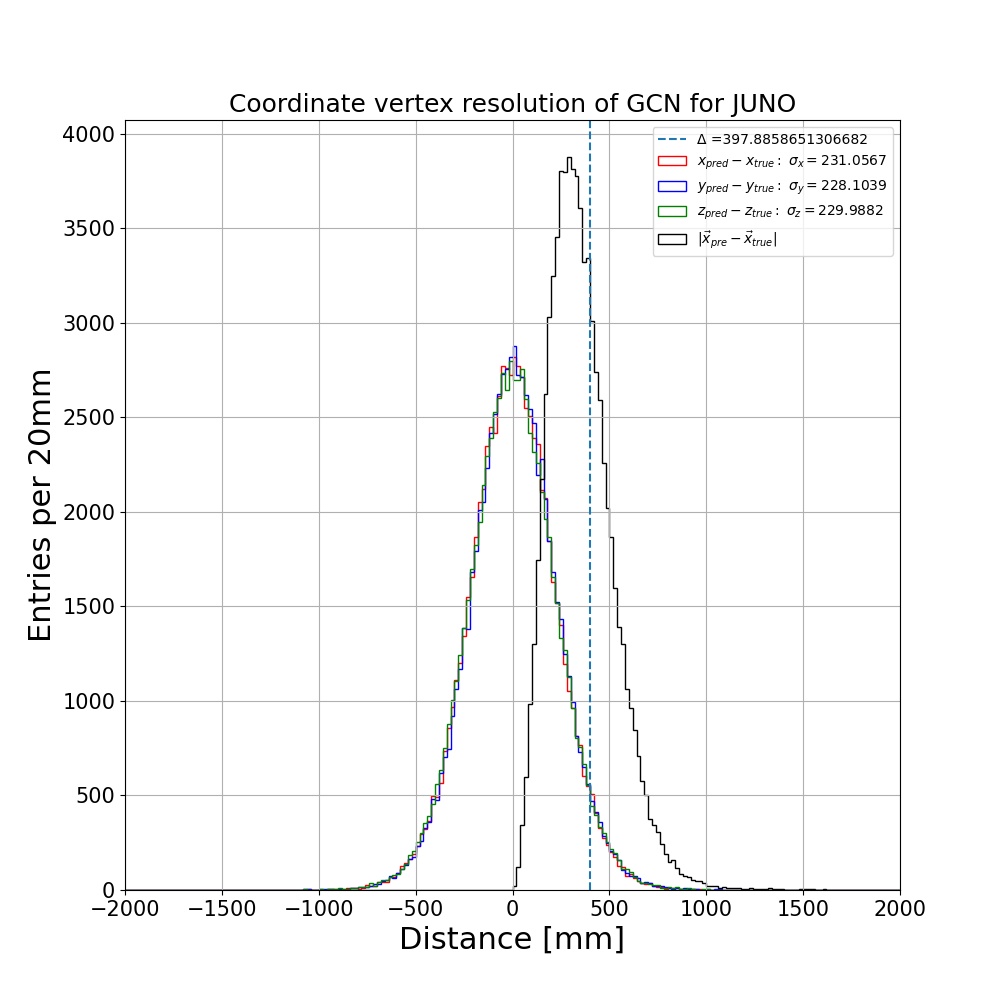 Coordinate vertex resolution of GCN for JUNO
Entries per 20mm
4000
3500
3000
2500
2000
1500
1000
500
0
Δ =397.8858651306682
x_pred − x_true : σ_x = 231.0567
y_pred − y_true : σ_y = 228.1039
z_pred − z_true : σ_z = 229.9882
|x⃗_pre − x⃗_true|
−2000 −1500 −1000 −500 0 500 1000 1500 2000
Distance [mm]